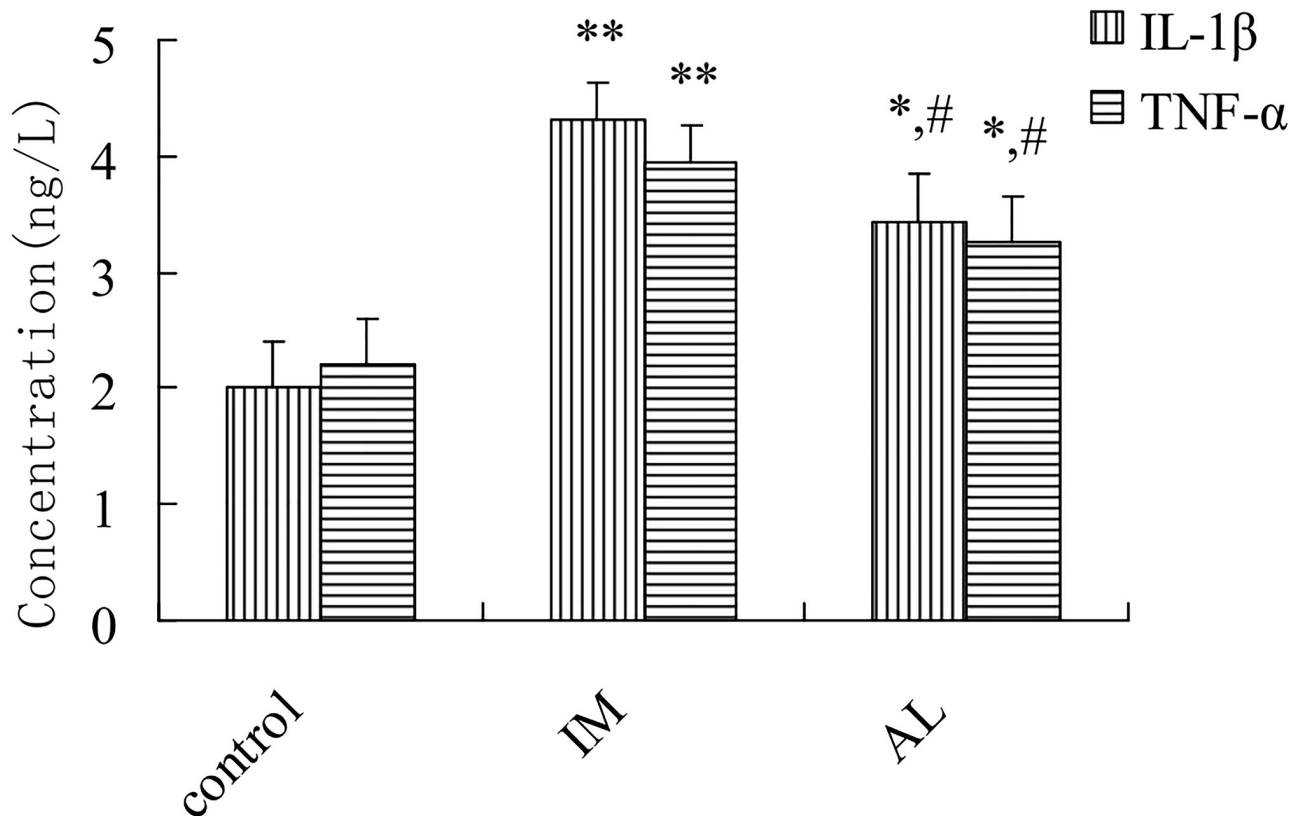 IL-1β
TNF-α
Concentration(ng/L)
5
4
3
2
1
0
**
**
*,#
*,#
control
IM
AL